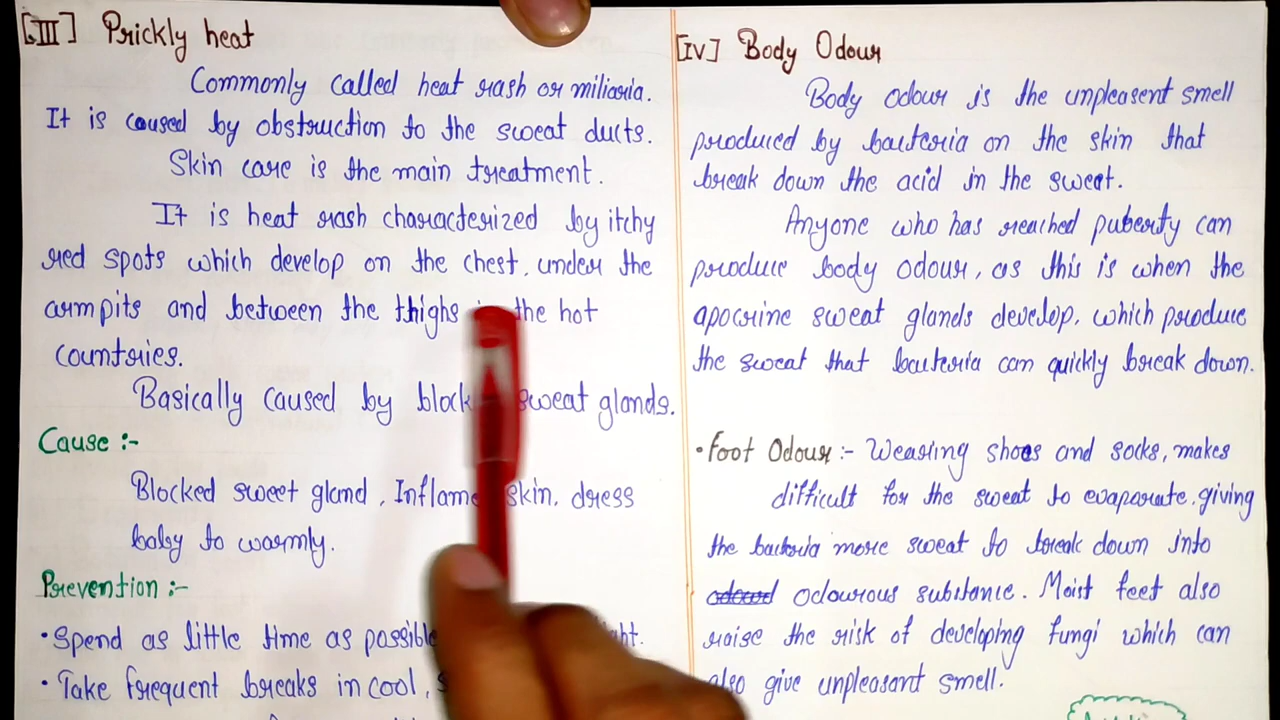 [III] Prickly heat
Commonly called heat rash or miliaria.
It is caused by obstruction to the sweat ducts.
Skin care is the main treatment.
It is heat rash characterized by itchy
red spots which develop on the chest, under the
armpits and between the thighs the hot
countries.
Basically caused by sweat glands.
Cause :-
Blocked sweet gland, skin, dress
baby to warmly.
Prevention :-
• Spend as little time as
• Take frequent breaks in cool,
[IV] Body Odour
Body odour is the unpleasent smell
produced by bacteria on the skin that
break down the acid in the sweat.
Anyone who has reached puberty can
produce body odour, as this is when the
apocrine sweat glands develop, which produce
the sweat that bacteria can quickly break down.
• Foot Odour :- Wearing shoes and socks, makes
difficult for the sweat to evaporate, giving
the bacteria more sweat to break down into
odourous substance. Moist feet also
raise the risk of developing fungi which can
also give unpleasant smell.